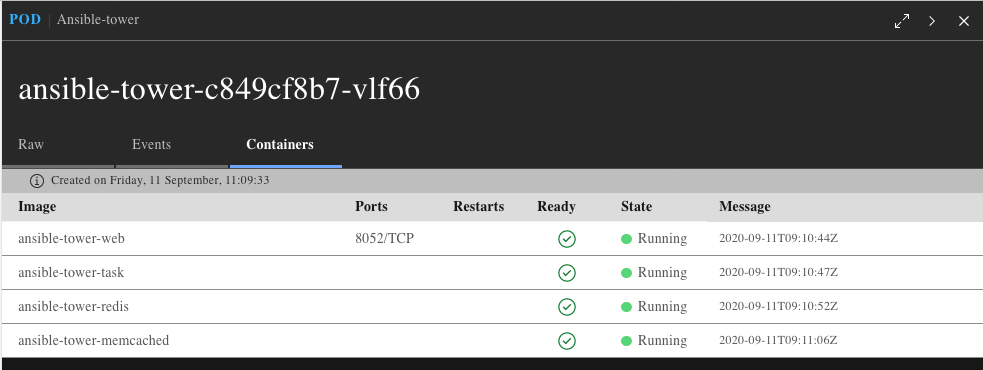 POD Ansible-tower
ansible-tower-c849cf8b7-vlf66
Raw Events Containers
Created on Friday, 11 September, 11:09:33
Image Ports Restarts Ready State Message
ansible-tower-web 8052/TCP Running 2020-09-11T09:10:44Z
ansible-tower-task Running 2020-09-11T09:10:47Z
ansible-tower-redis Running 2020-09-11T09:10:52Z
ansible-tower-memcached Running 2020-09-11T09:11:06Z